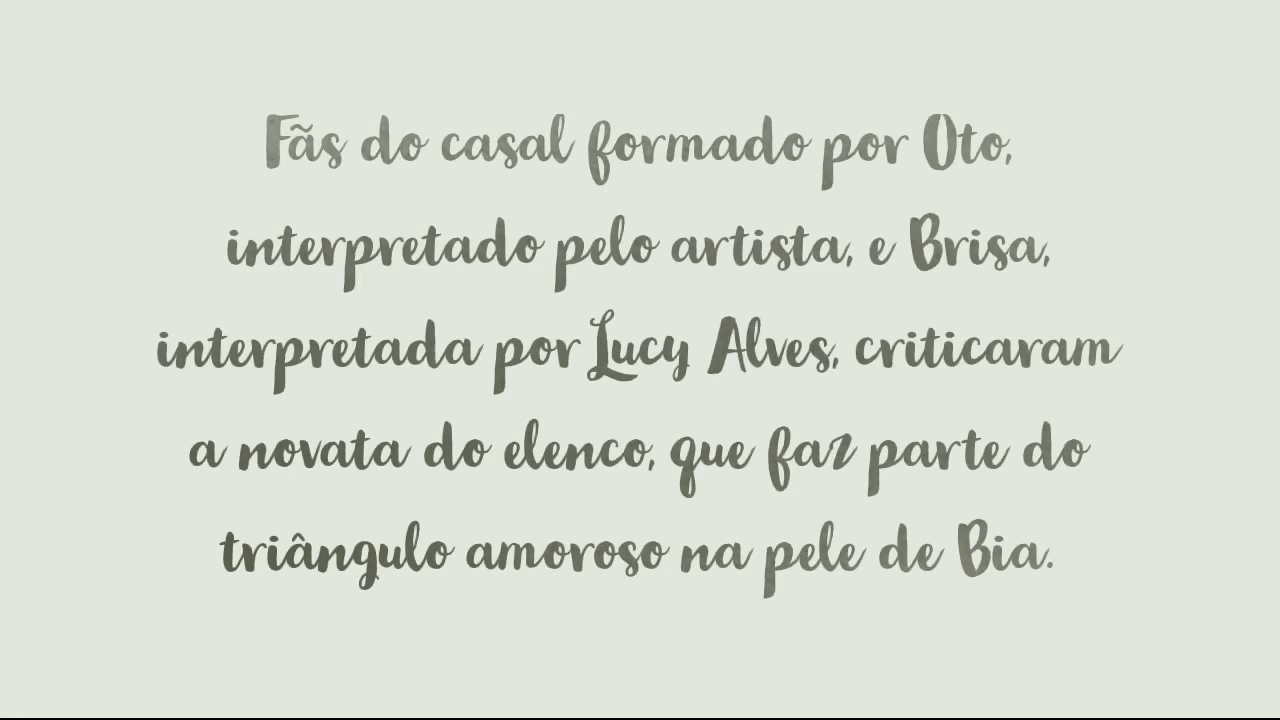 Fãs do casal formado por Oto,
interpretado pelo artista, e Brisa,
interpretada por Lucy Alves, criticaram
a novata do elenco, que faz parte do
triângulo amoroso na pele de Bia.